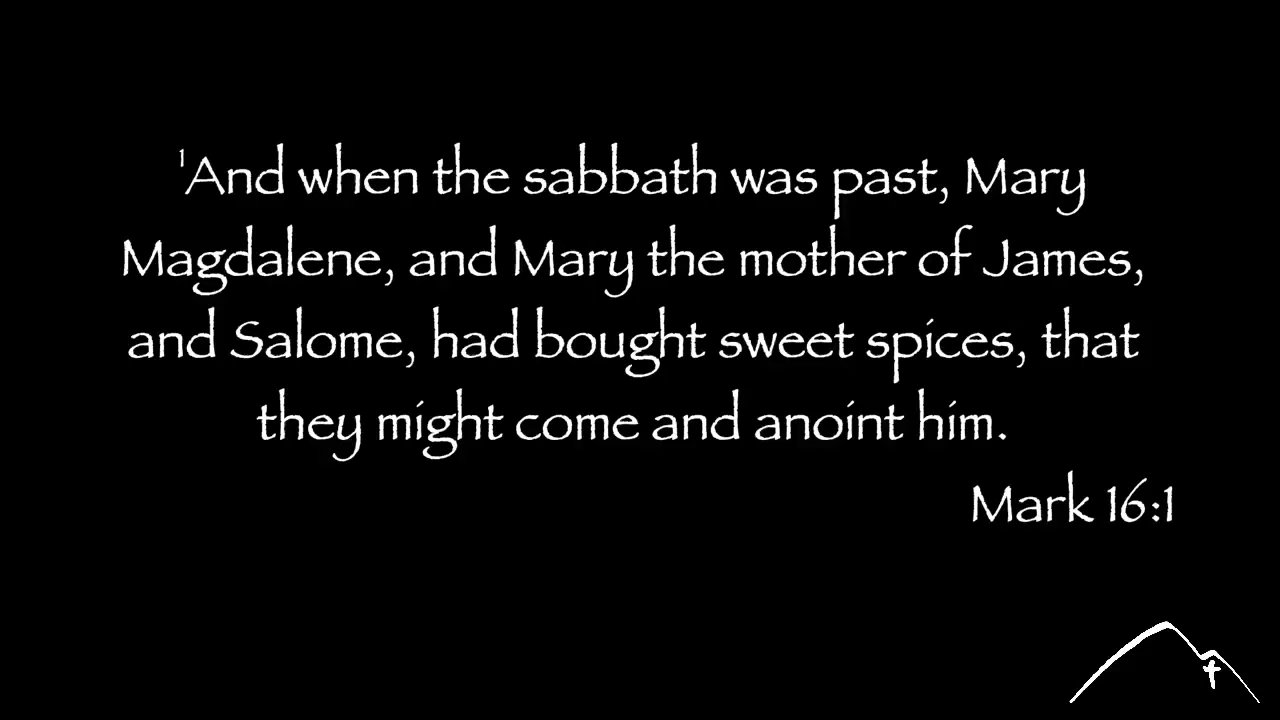 ¹And when the sabbath was past, Mary
Magdalene, and Mary the mother of James,
and Salome, had bought sweet spices, that
they might come and anoint him.
Mark 16:1